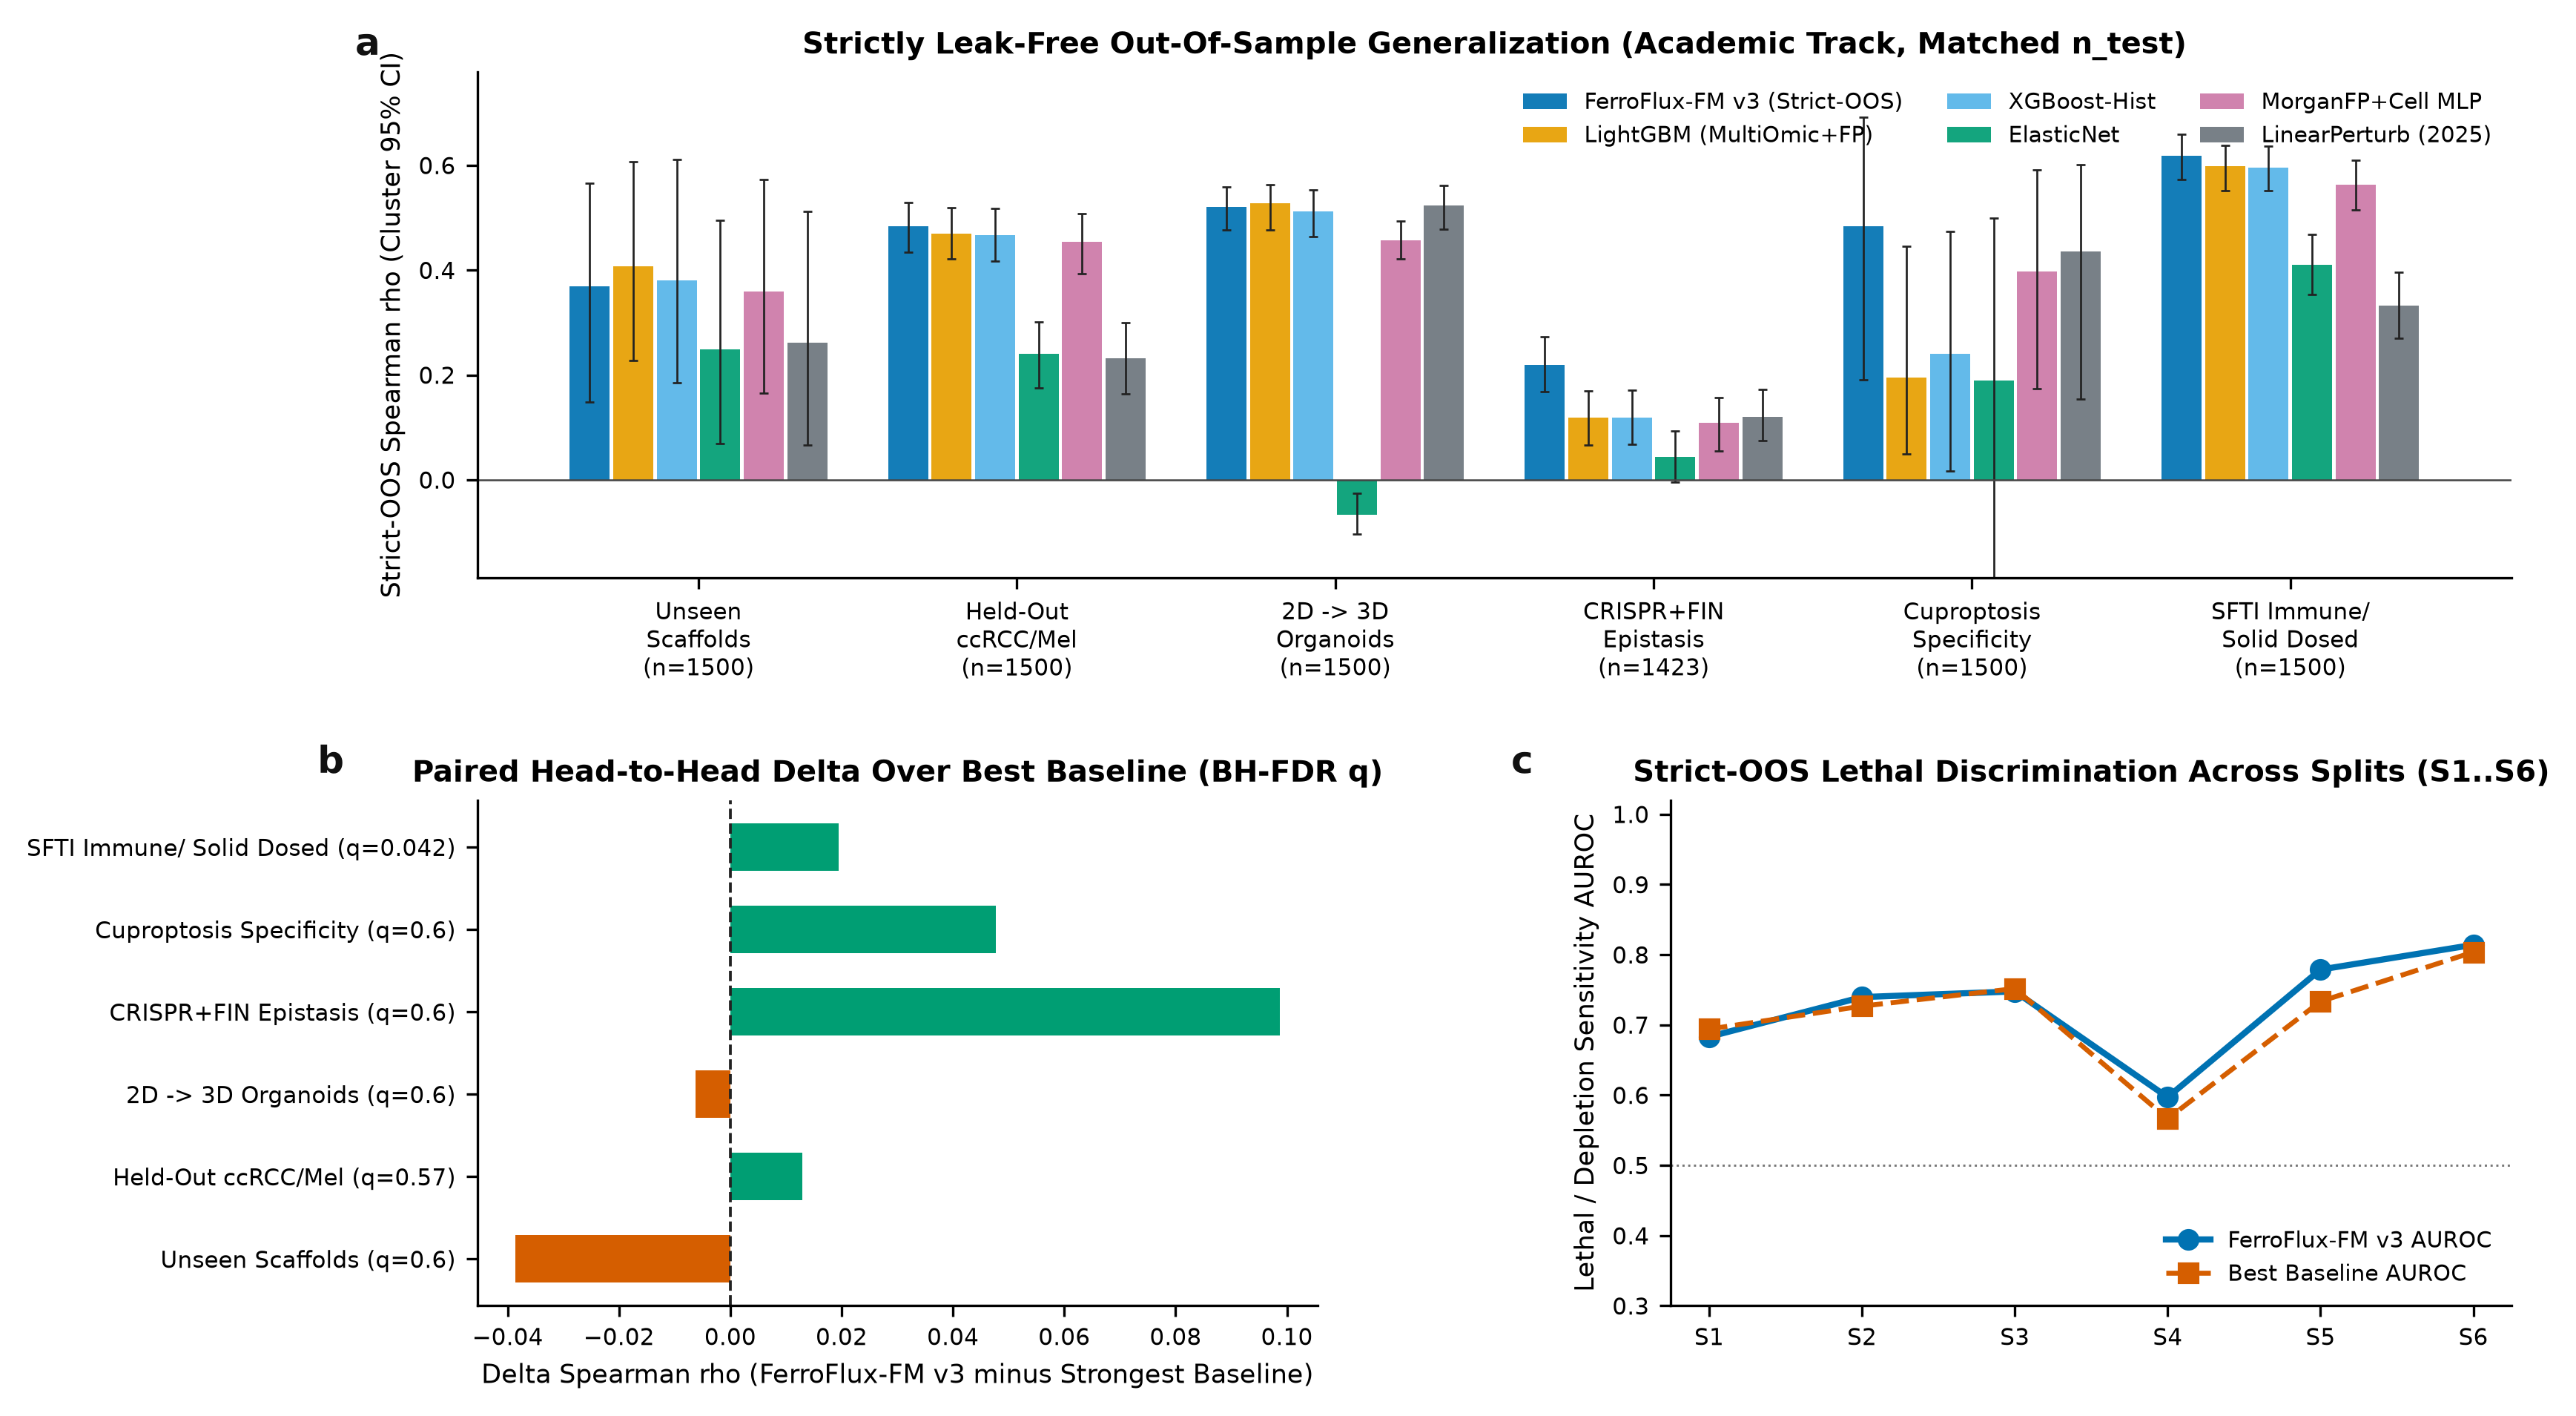 a
Strictly Leak-Free Out-Of-Sample Generalization (Academic Track, Matched n_test)
Strict-OOS Spearman rho (Cluster 95% CI)
FerroFlux-FM v3 (Strict-OOS)
LightGBM (MultiOmic+FP)
XGBoost-Hist
ElasticNet
MorganFP+Cell MLP
LinearPerturb (2025)
0.6
0.4
0.2
0.0
Unseen
Scaffolds
(n=1500)
Held-Out
ccRCC/Mel
(n=1500)
2D -> 3D
Organoids
(n=1500)
CRISPR+FIN
Epistasis
(n=1423)
Cuproptosis
Specificity
(n=1500)
SFTI Immune/
Solid Dosed
(n=1500)
b
Paired Head-to-Head Delta Over Best Baseline (BH-FDR q)
SFTI Immune/ Solid Dosed (q=0.042)
Cuproptosis Specificity (q=0.6)
CRISPR+FIN Epistasis (q=0.6)
2D -> 3D Organoids (q=0.6)
Held-Out ccRCC/Mel (q=0.57)
Unseen Scaffolds (q=0.6)
−0.04 −0.02 0.00 0.02 0.04 0.06 0.08 0.10
Delta Spearman rho (FerroFlux-FM v3 minus Strongest Baseline)
c
Strict-OOS Lethal Discrimination Across Splits (S1..S6)
Lethal / Depletion Sensitivity AUROC
1.0
0.9
0.8
0.7
0.6
0.5
0.4
0.3
FerroFlux-FM v3 AUROC
Best Baseline AUROC
S1 S2 S3 S4 S5 S6